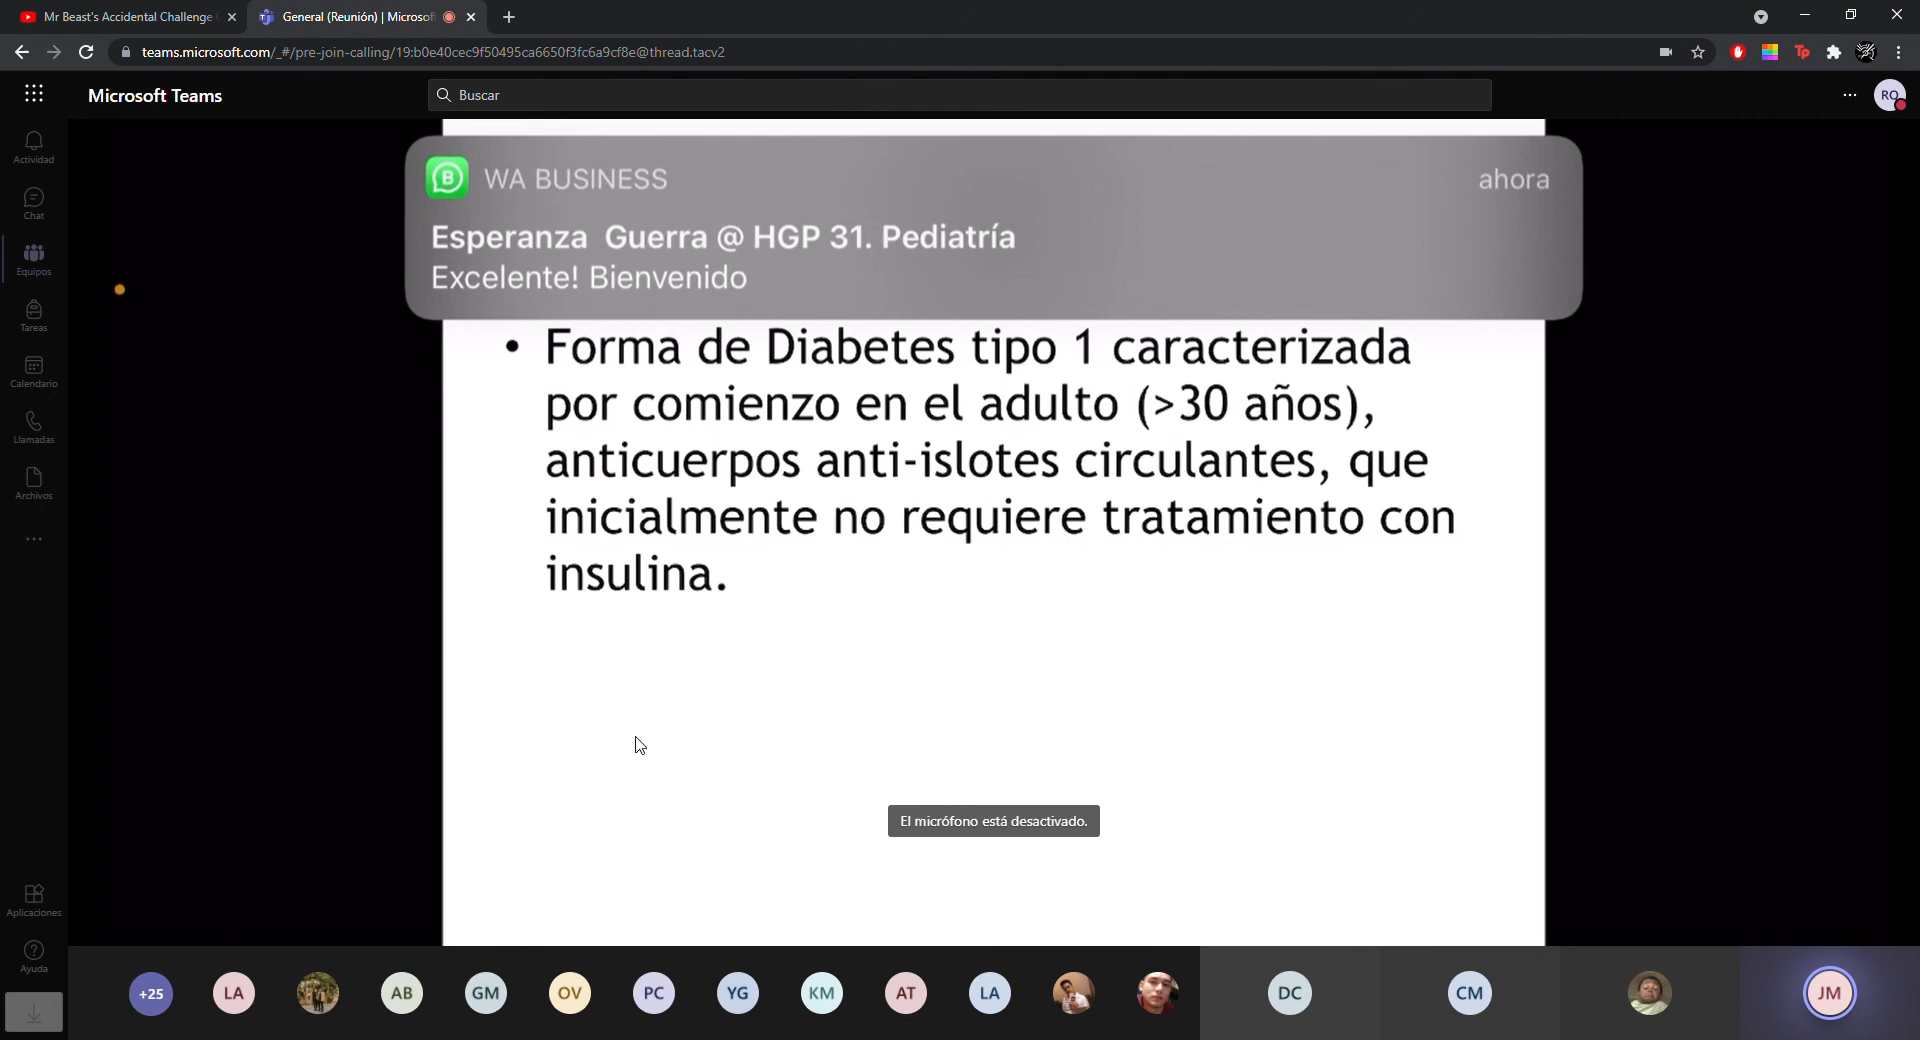 Mr Beast's Accidental Challenge
General (Reunión) | Microsof
teams.microsoft.com/_#/pre-join-calling/19:b0e40cec9f50495ca6650f3fc6a9cf8e@thread.tacv2
Microsoft Teams
Buscar
RO
Actividad
Chat
Equipos
Tareas
Calendario
Llamadas
Archivos
Aplicaciones
Ayuda
WA BUSINESS
ahora
Esperanza Guerra @ HGP 31. Pediatría
Excelente! Bienvenido
• Forma de Diabetes tipo 1 caracterizada
por comienzo en el adulto (>30 años),
anticuerpos anti-islotes circulantes, que
inicialmente no requiere tratamiento con
insulina.
El micrófono está desactivado.
+25 LA AB GM OV PC YG KM AT LA DC CM JM